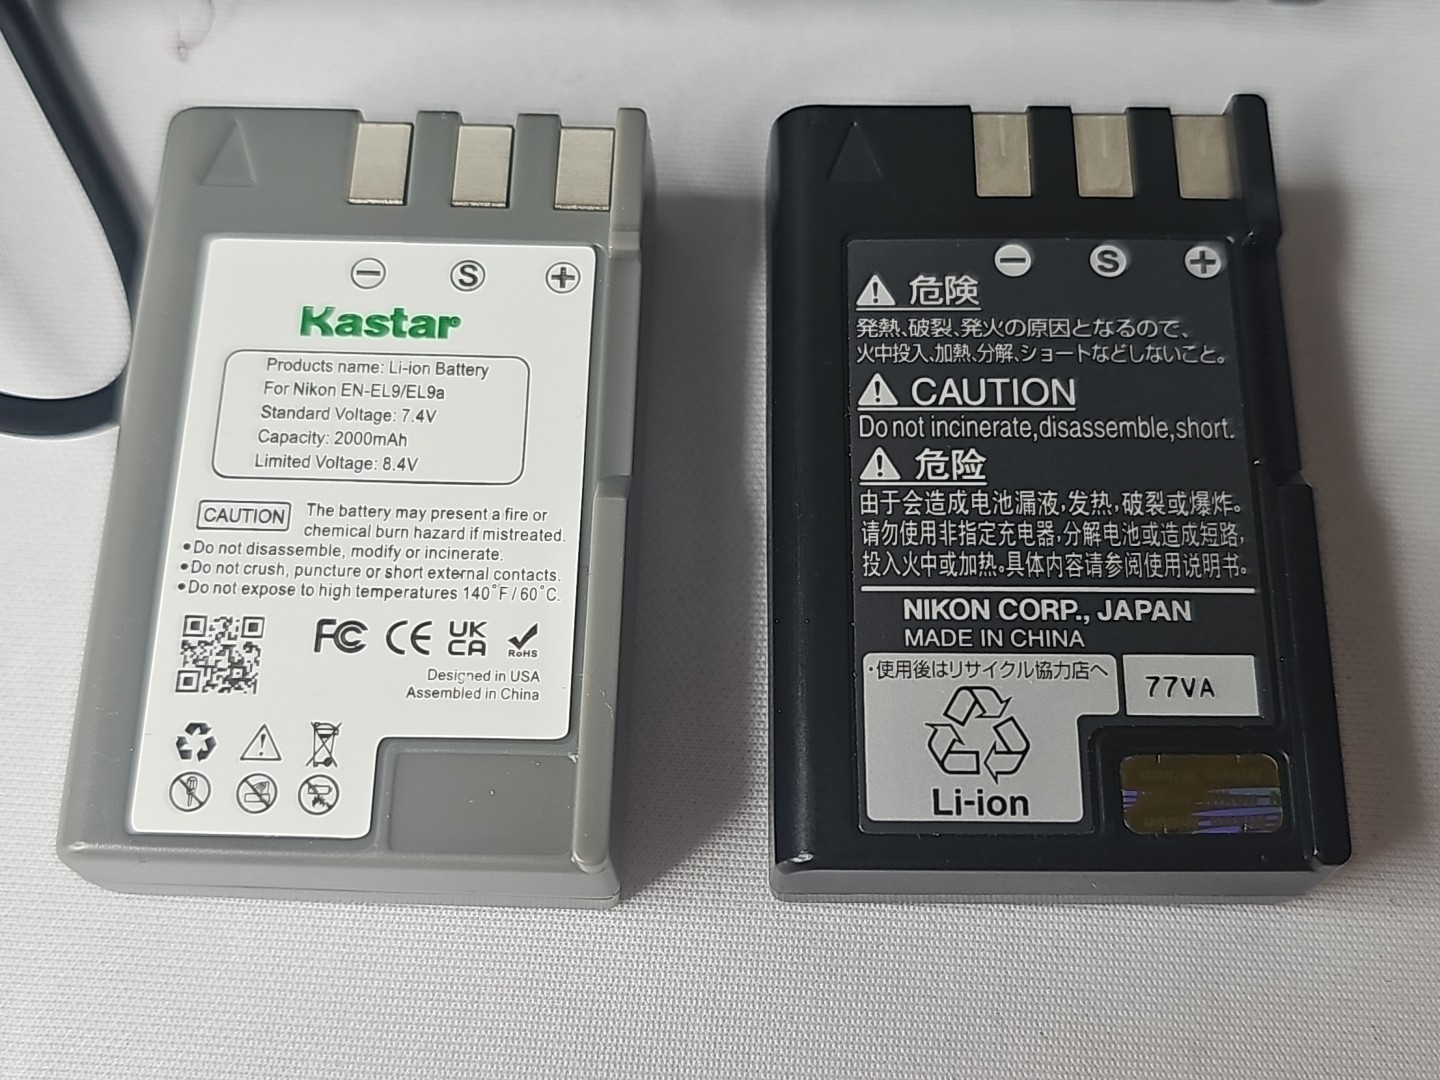 − S +
Kastar
Products name: Li-ion Battery
For Nikon EN-EL9/EL9a
Standard Voltage: 7.4V
Capacity: 2000mAh
Limited Voltage: 8.4V
CAUTION The battery may present a fire or
chemical burn hazard if mistreated.
•Do not disassemble, modify or incinerate.
•Do not crush, puncture or short external contacts.
•Do not expose to high temperatures 140°F / 60°C.
FC CE UK
CA RoHS
Designed in USA
Assembled in China
− S +
危険
発熱、破裂、発火の原因となるので、
火中投入、加熱、分解、ショートなどしないこと。
CAUTION
Do not incinerate, disassemble, short.
危险
由于会造成电池漏液，发热，破裂或爆炸。
请勿使用非指定充电器，分解电池或造成短路，
投入火中或加热。具体内容请参阅使用说明书。
NIKON CORP., JAPAN
MADE IN CHINA
・使用後はリサイクル協力店へ
77VA
Li-ion